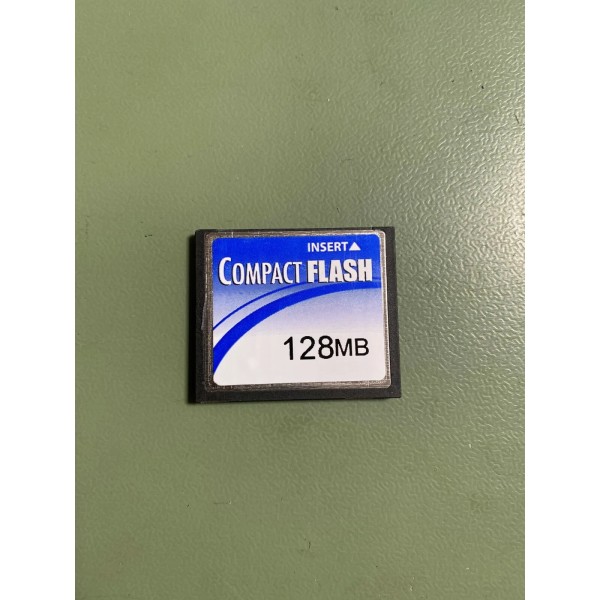 INSERT▲
COMPACT FLASH
128MB